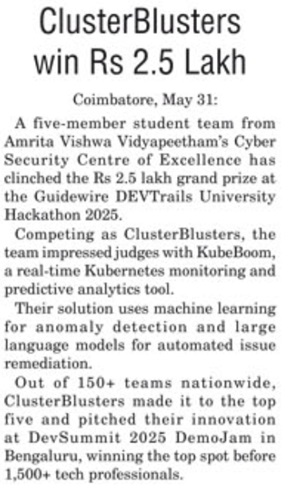 ClusterBlusters
win Rs 2.5 Lakh
Coimbatore, May 31:
A five-member student team from
Amrita Vishwa Vidyapeetham's Cyber
Security Centre of Excellence has
clinched the Rs 2.5 lakh grand prize at
the Guidewire DEVTrails University
Hackathon 2025.
Competing as ClusBlusters, the
team impressed judges with KubeBoom,
a real-time Kubernetes monitoring and
predictive analytics tool.
Their solution uses machine learning
for anomaly detection and large
language models for automated issue
remediation.
Out of 150+ teams nationwide,
ClusterBlusters made it to the top
five and pitched their innovation
at DevSummit 2025 DemoJam in
Bengaluru, winning the top spot before
1,500+ tech professionals.